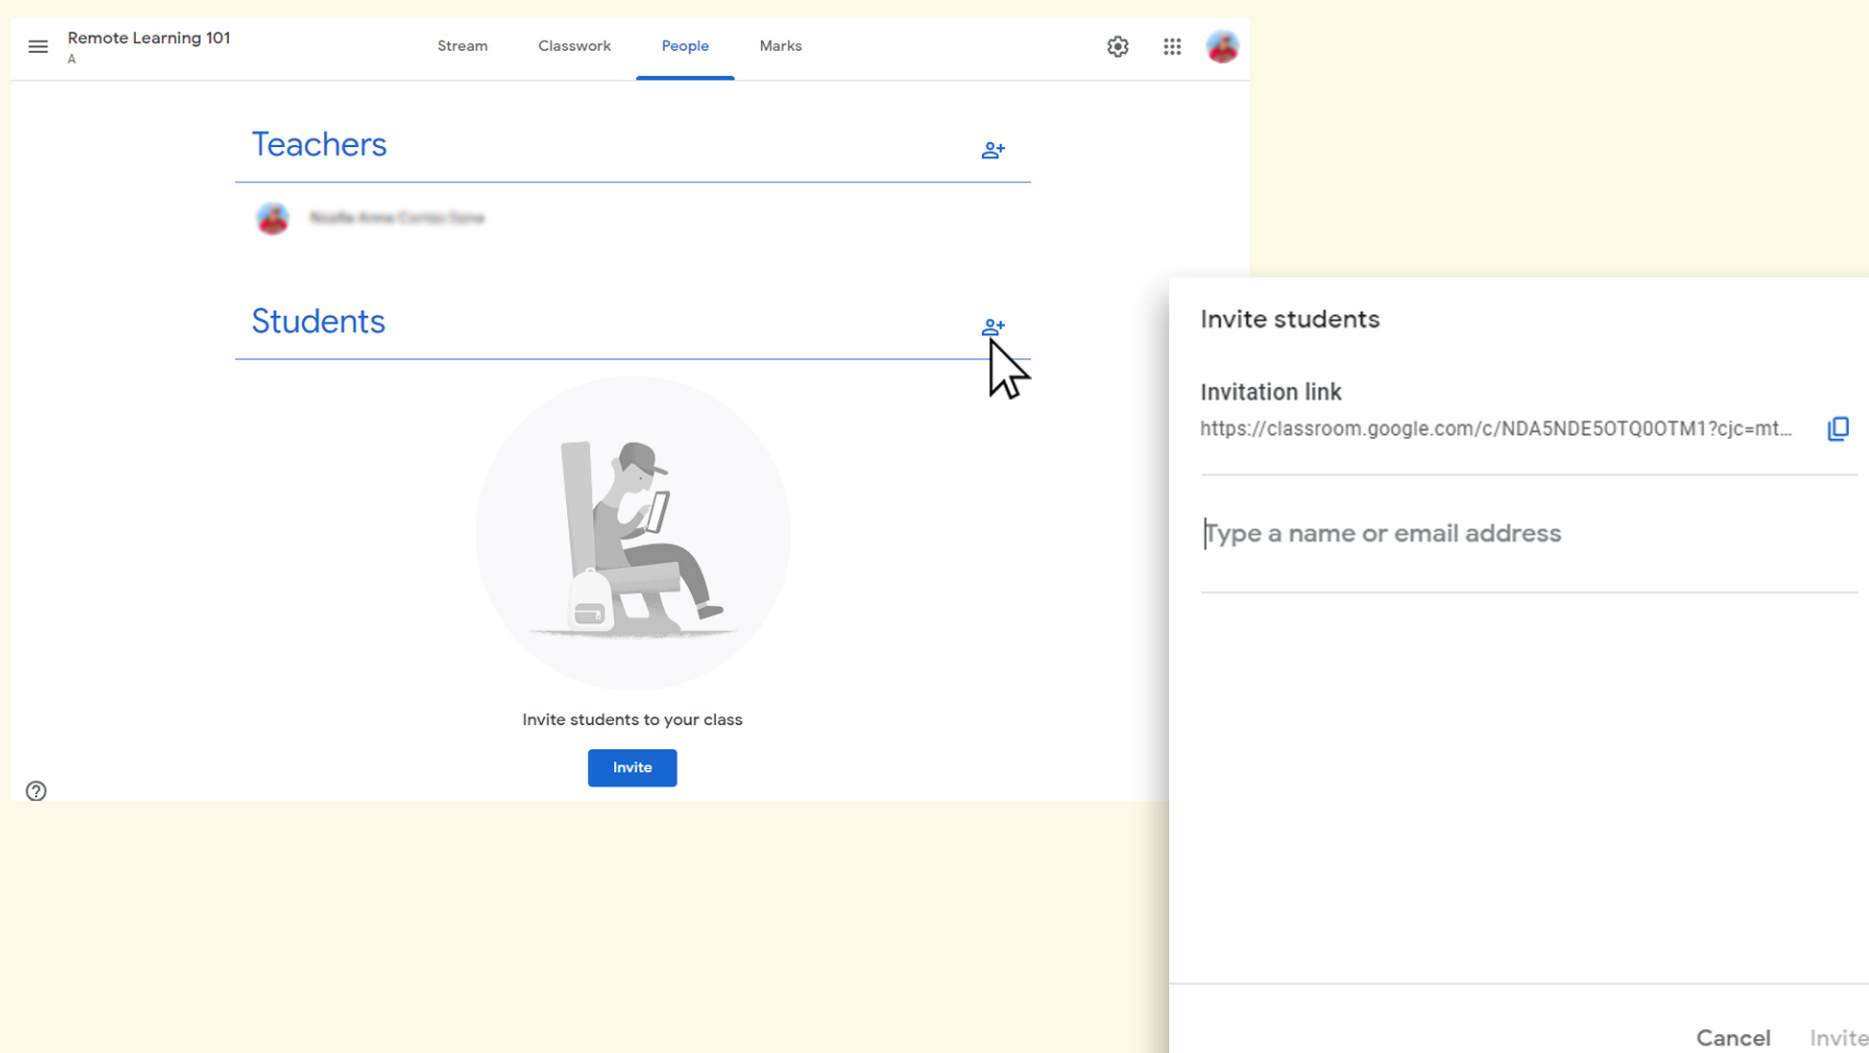 Remote Learning 101
A
Stream Classwork People Marks
Teachers
Students
Invite students to your class
Invite
Invite students
Invitation link
https://classroom.google.com/c/NDA5NDE5OTQ0OTM1?cjc=mt...
Type a name or email address
Cancel Invite